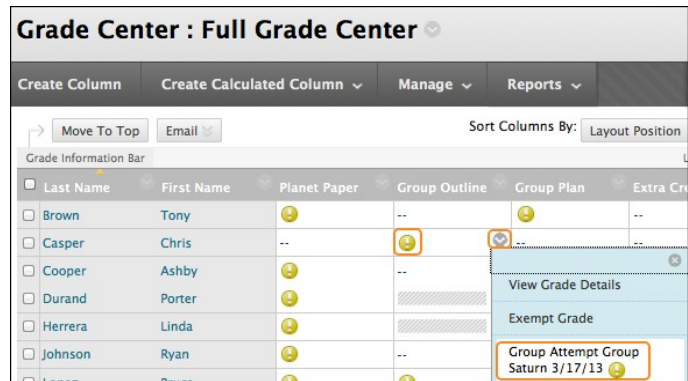 Grade Center : Full Grade Center
Create Column Create Calculated Column Manage Reports
Move To Top Email Sort Columns By: Layout Position
Grade Information Bar
Last Name First Name Planet Paper Group Outline Group Plan Extra Cre
Brown Tony -- --
Casper Chris -- -- --
Cooper Ashby --
View Grade Details
Durand Porter
Herrera Linda
Exempt Grade
Johnson Ryan --
Group Attempt Group
Saturn 3/17/13